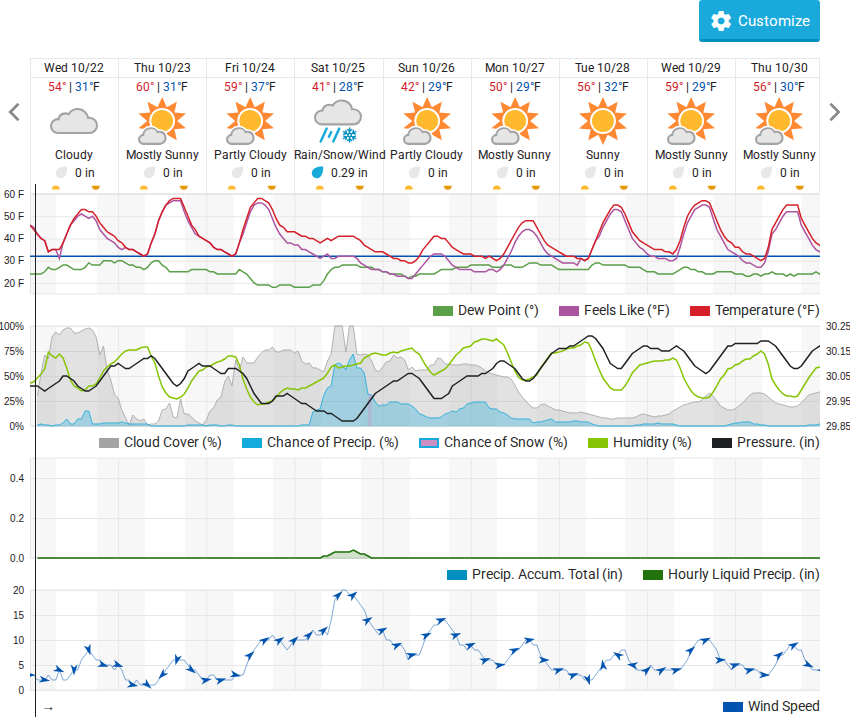 Customize
Wed 10/22 Thu 10/23 Fri 10/24 Sat 10/25 Sun 10/26 Mon 10/27 Tue 10/28 Wed 10/29 Thu 10/30
54° | 31°F 60° | 31°F 59° | 37°F 41° | 28°F 42° | 29°F 50° | 29°F 56° | 32°F 59° | 29°F 56° | 30°F
Cloudy Mostly Sunny Partly Cloudy Rain/Snow/Wind Partly Cloudy Mostly Sunny Sunny Mostly Sunny Mostly Sunny
0 in 0 in 0 in 0.29 in 0 in 0 in 0 in 0 in 0 in
60 F
50 F
40 F
30 F
20 F
Dew Point (°) Feels Like (°F) Temperature (°F)
100% 30.25
75% 30.15
50% 30.05
25% 29.95
0% 29.85
Cloud Cover (%) Chance of Precip. (%) Chance of Snow (%) Humidity (%) Pressure. (in)
0.4
0.2
0.0
Precip. Accum. Total (in) Hourly Liquid Precip. (in)
20
15
10
5
0
→ Wind Speed